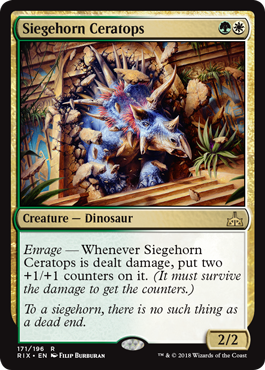 Siegehorn Ceratops
Creature — Dinosaur
Enrage — Whenever Siegehorn
Ceratops is dealt damage, put two
+1/+1 counters on it. (It must survive
the damage to get the counters.)
To a siegehorn, there is no such thing as
a dead end.
2/2
171/196 R
RIX • EN Filip Burburan
™ & © 2018 Wizards of the Coast